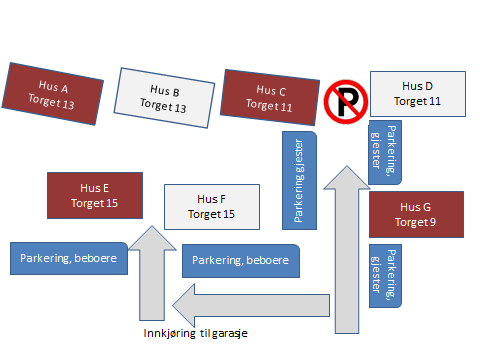 Hus A
Torget 13
Hus B
Torget 13
Hus C
Torget 11
P
Hus D
Torget 11
Parkering gjester
Parkering,
gjester
Hus E
Torget 15
Hus F
Torget 15
Hus G
Torget 9
Parkering, beboere
Parkering, beboere
Parkering,
gjester
Innkjøring til garasje